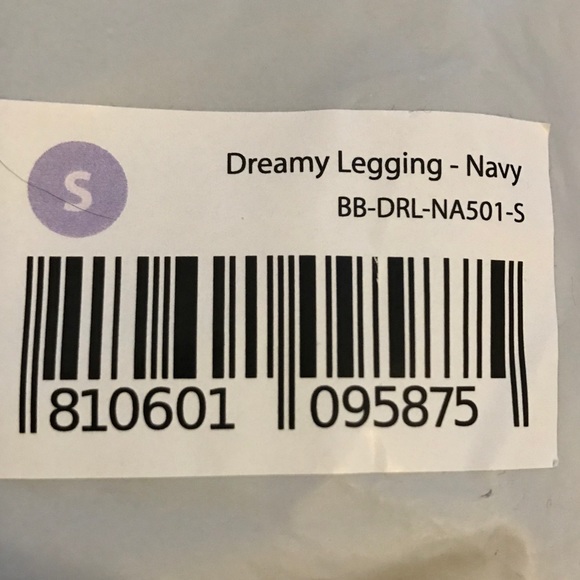 S
Dreamy Legging - Navy
BB-DRL-NA501-S
810601 095875